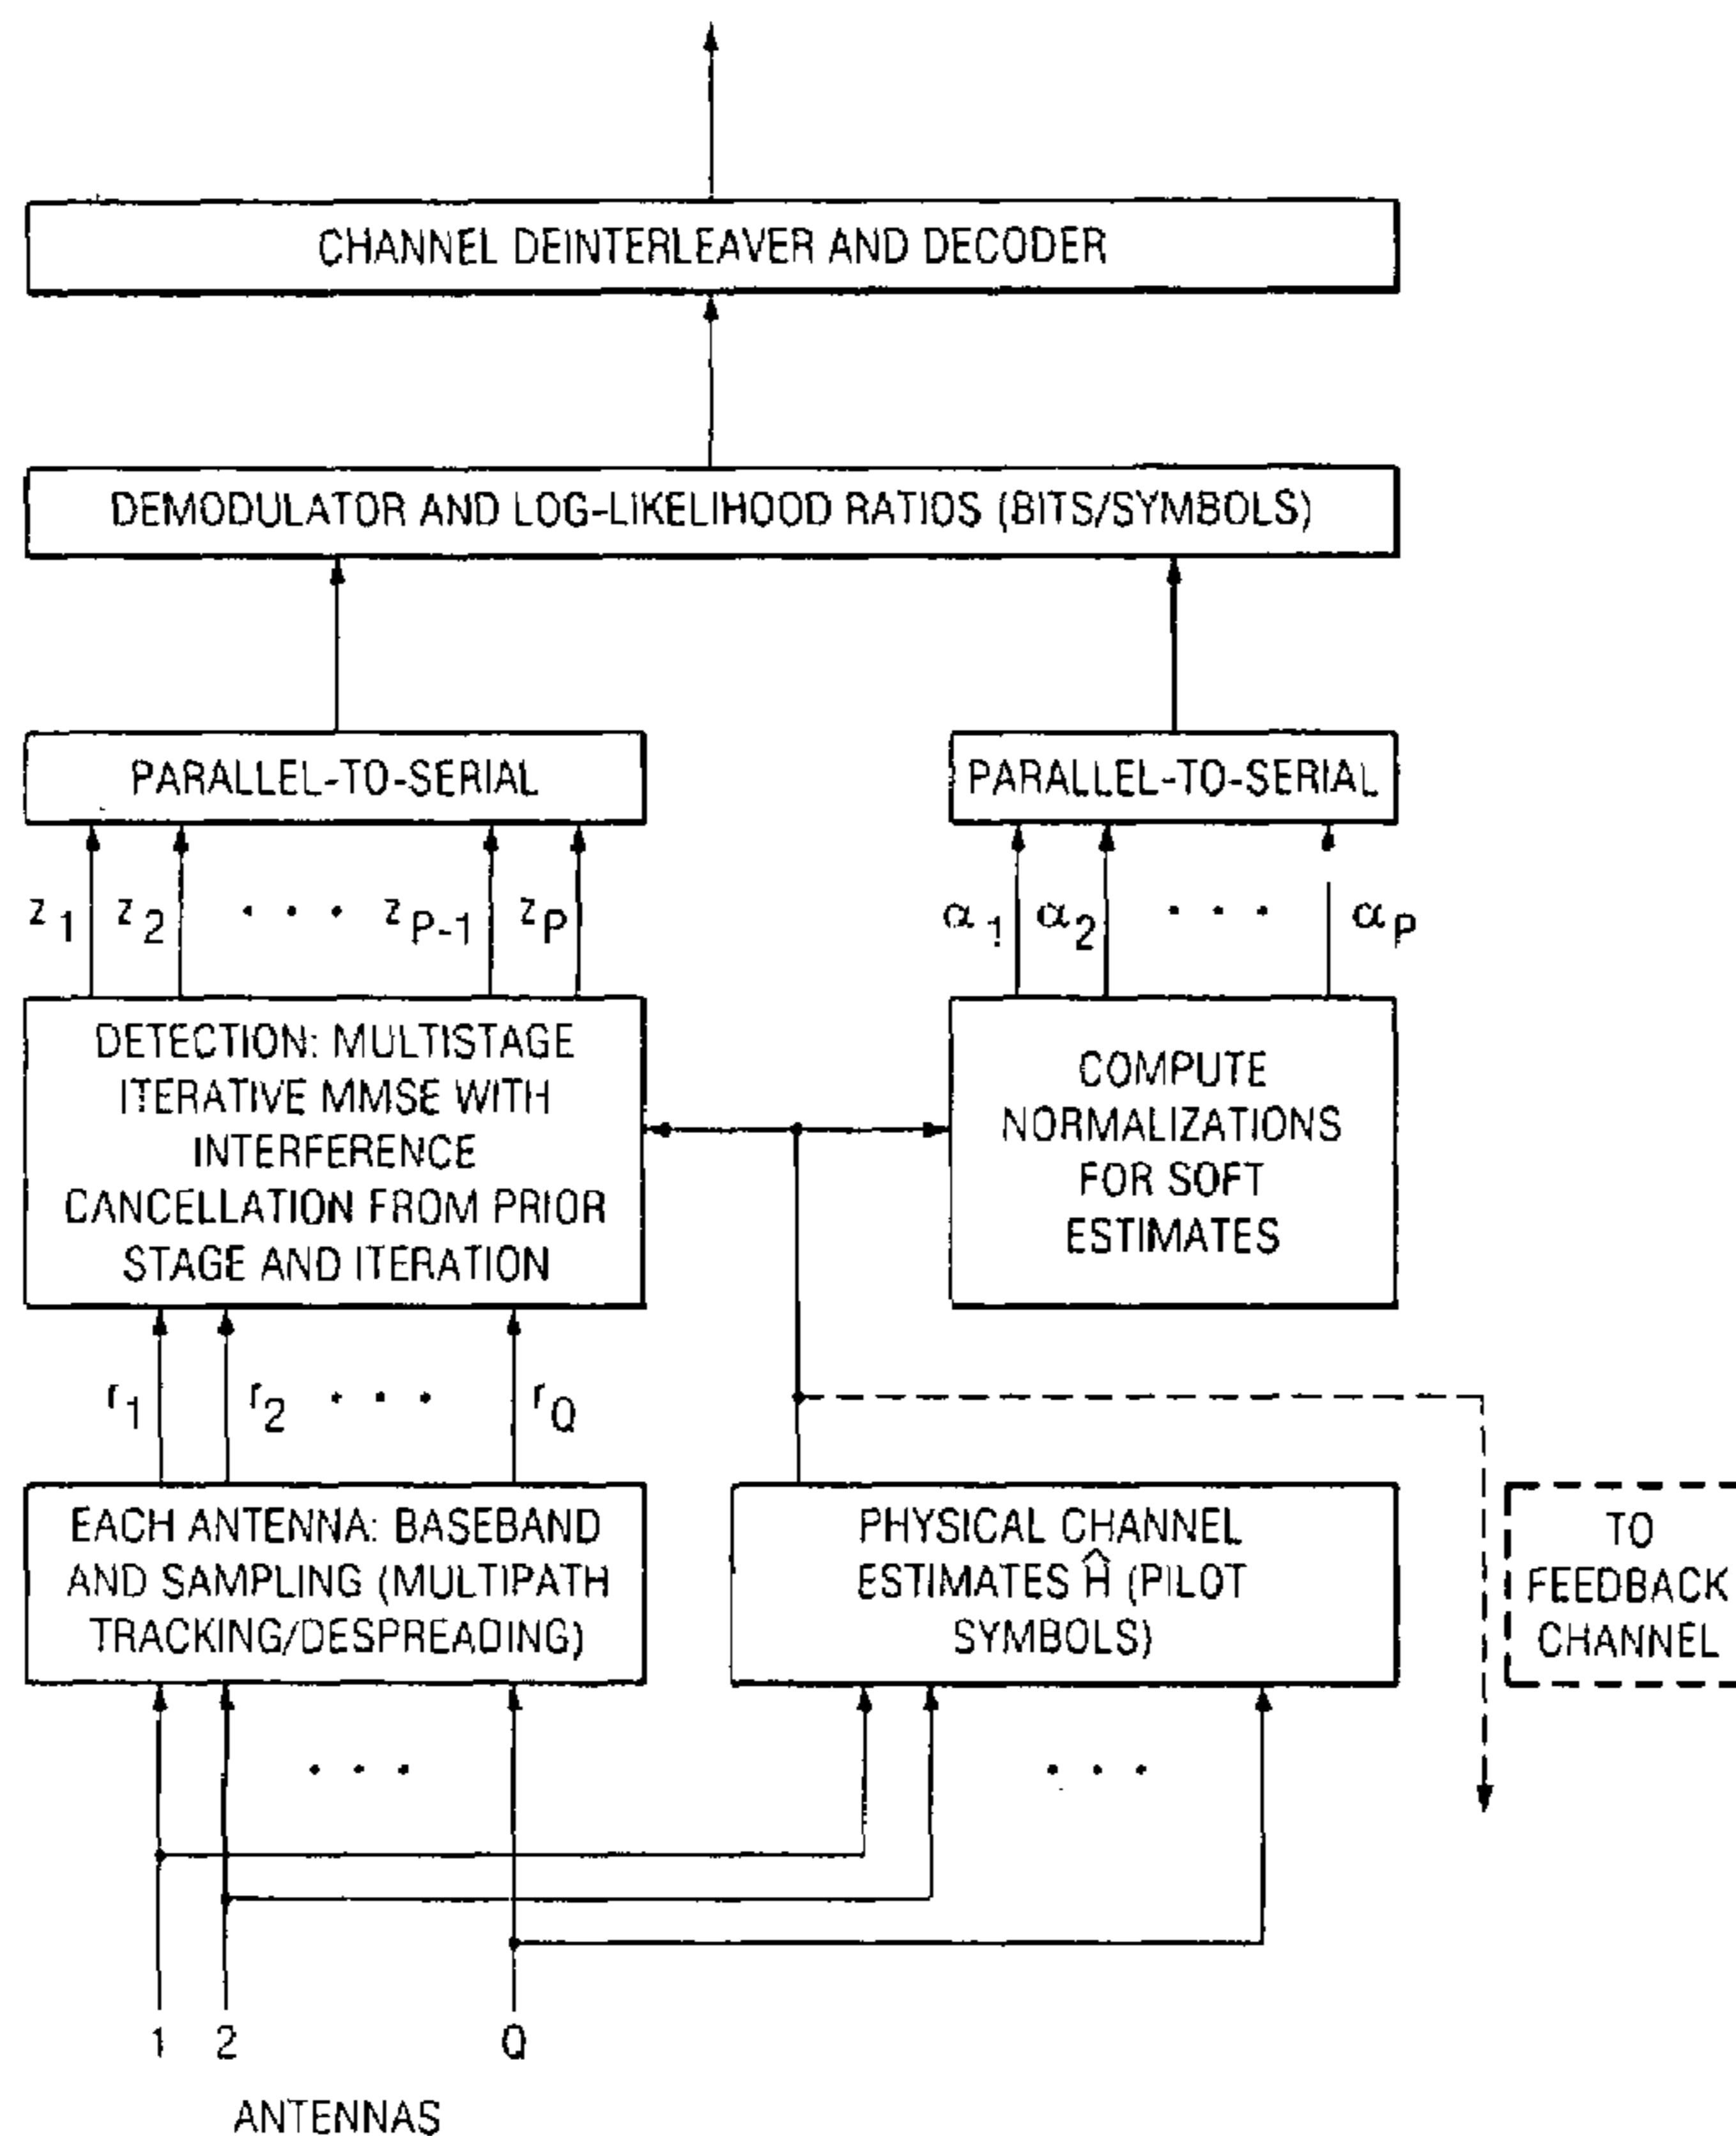 CHANNEL DEINTERLEAVER AND DECODER
DEMODULATOR AND LOG-LIKELIHOOD RATIOS (BITS/SYMBOLS)
PARALLEL-TO-SERIAL
PARALLEL-TO-SERIAL
z1 z2 ... zP-1 zP
α1 α2 ... αP
DETECTION: MULTISTAGE
ITERATIVE MMSE WITH
INTERFERENCE
CANCELLATION FROM PRIOR
STAGE AND ITERATION
COMPUTE
NORMALIZATIONS
FOR SOFT
ESTIMATES
r1 r2 ... rQ
EACH ANTENNA: BASEBAND
AND SAMPLING (MULTIPATH
TRACKING/DESPREADING)
PHYSICAL CHANNEL
ESTIMATES Ĥ (PILOT
SYMBOLS)
TO
FEEDBACK
CHANNEL
... ...
1 2 Q
ANTENNAS